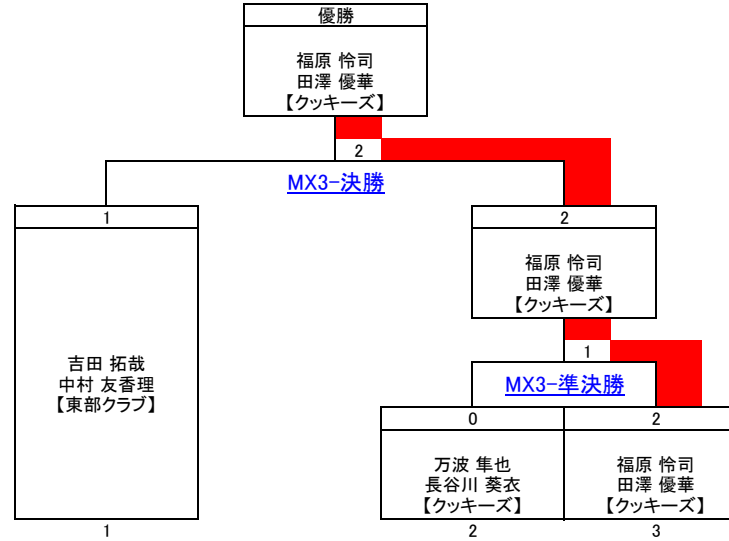 優勝
福原 怜司
田澤 優華
【クッキーズ】
2
MX3-決勝
1
吉田 拓哉
中村 友香理
【東部クラブ】
1
2
福原 怜司
田澤 優華
【クッキーズ】
1
MX3-準決勝
0
万波 隼也
長谷川 葵衣
【クッキーズ】
2
2
福原 怜司
田澤 優華
【クッキーズ】
3